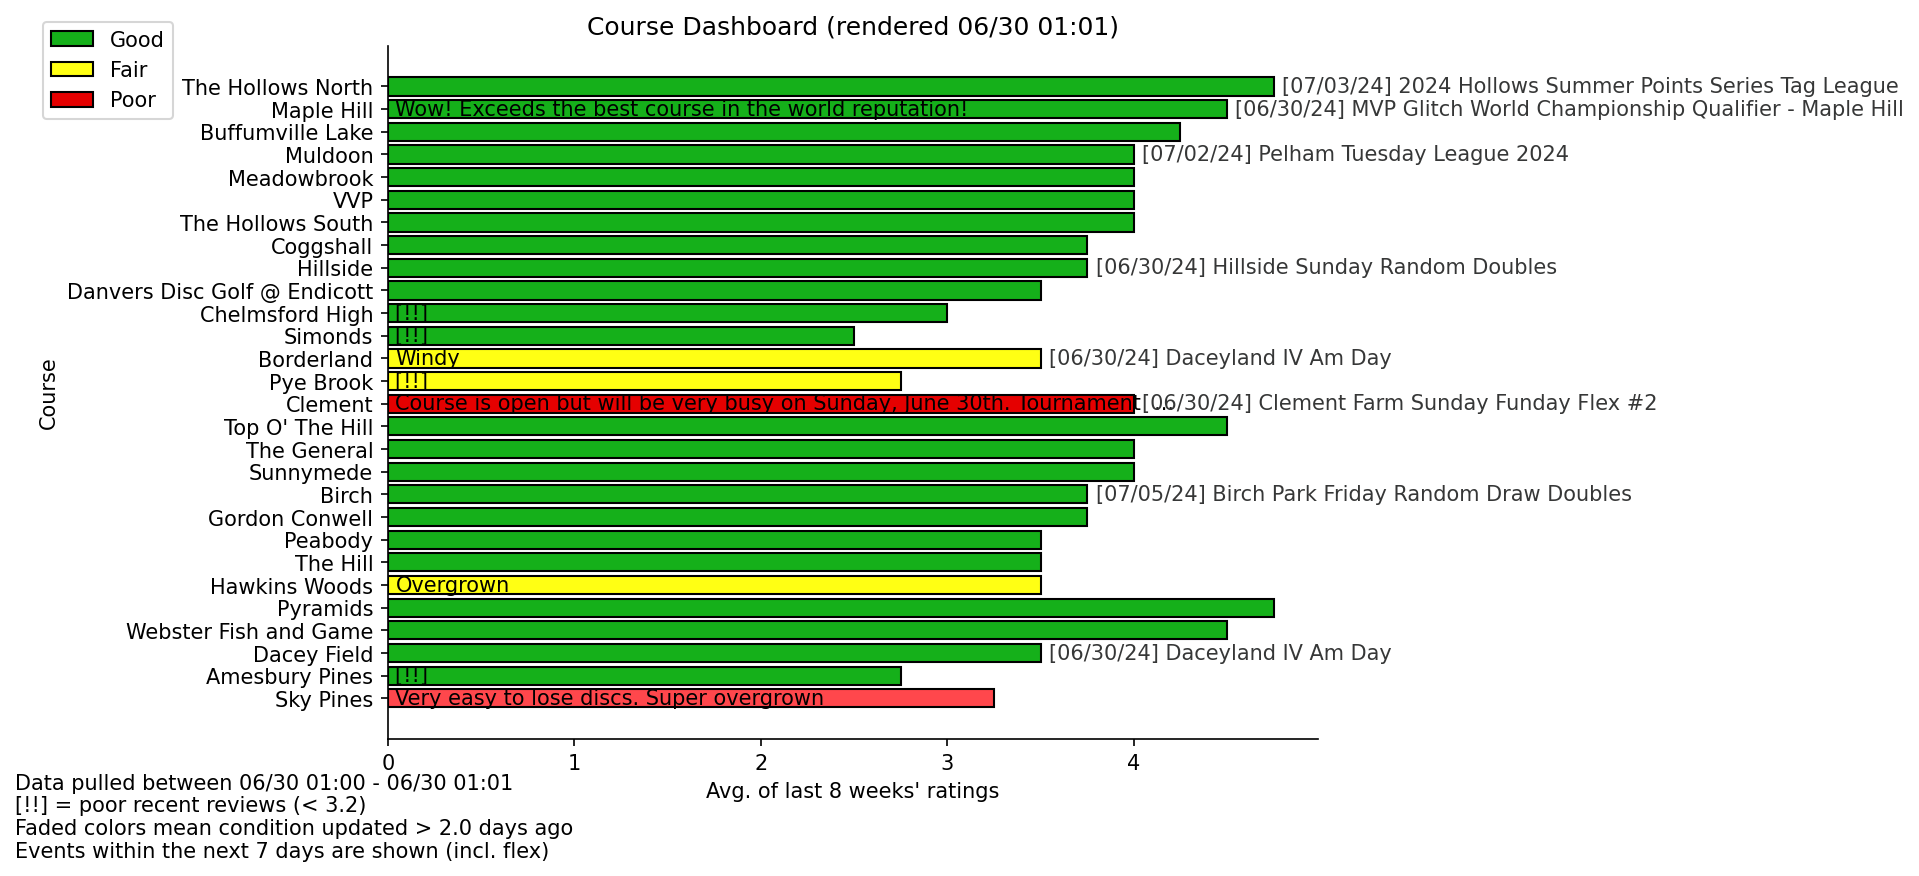 Course Dashboard (rendered 06/30 01:01)
Good
Fair
Poor
The Hollows North [07/03/24] 2024 Hollows Summer Points Series Tag League
Maple Hill Wow! Exceeds the best course in the world reputation! [06/30/24] MVP Glitch World Championship Qualifier - Maple Hill
Buffumville Lake
Muldoon [07/02/24] Pelham Tuesday League 2024
Meadowbrook
VVP
The Hollows South
Coggshall
Hillside [06/30/24] Hillside Sunday Random Doubles
Danvers Disc Golf @ Endicott
Chelmsford High [!!]
Simonds [!!]
Borderland Windy [06/30/24] Daceyland IV Am Day
Pye Brook [!!]
Clement Course is open but will be very busy on Sunday, June 30th. Tournament ... [06/30/24] Clement Farm Sunday Funday Flex #2
Top O' The Hill
The General
Sunnymede
Birch [07/05/24] Birch Park Friday Random Draw Doubles
Gordon Conwell
Peabody
The Hill
Hawkins Woods Overgrown
Pyramids
Webster Fish and Game
Dacey Field [06/30/24] Daceyland IV Am Day
Amesbury Pines [!!]
Sky Pines Very easy to lose discs. Super overgrown
Course
0 1 2 3 4
Avg. of last 8 weeks' ratings
Data pulled between 06/30 01:00 - 06/30 01:01
[!!] = poor recent reviews (< 3.2)
Faded colors mean condition updated > 2.0 days ago
Events within the next 7 days are shown (incl. flex)